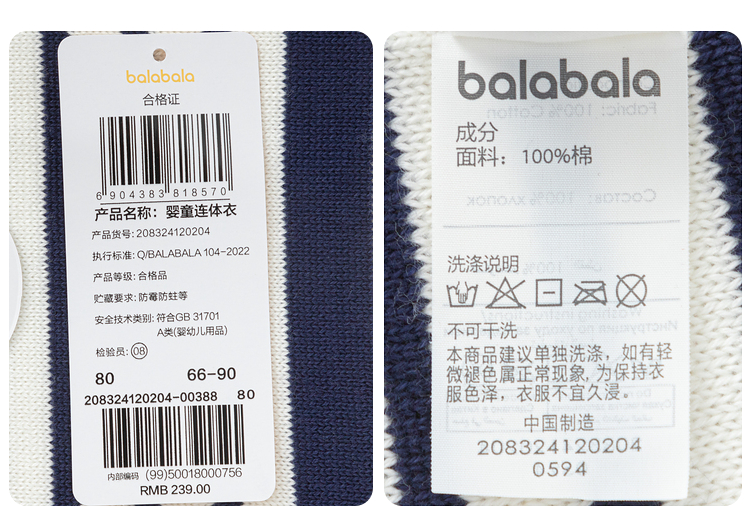 balabala
合格证
6 904383 818570
产品名称：婴童连体衣
产品货号: 208324120204
执行标准: Q/BALABALA 104-2022
产品等级: 合格品
贮藏要求: 防霉防蛀等
安全技术类别: 符合GB 31701
A类(婴幼儿用品)
检验员: 08
80 66-90
208324120204-00388 80
内部编码 (99)50018000756
RMB 239.00
balabala
Fabric: 100% Cotton
成分
面料：100%棉
Состав: 100% хлопок
洗涤说明
Washing instructions/
不可干洗
本商品建议单独洗涤，如有轻
微褪色属正常现象, 为保持衣
服色泽，衣服不宜久浸。
中国制造
208324120204
0594